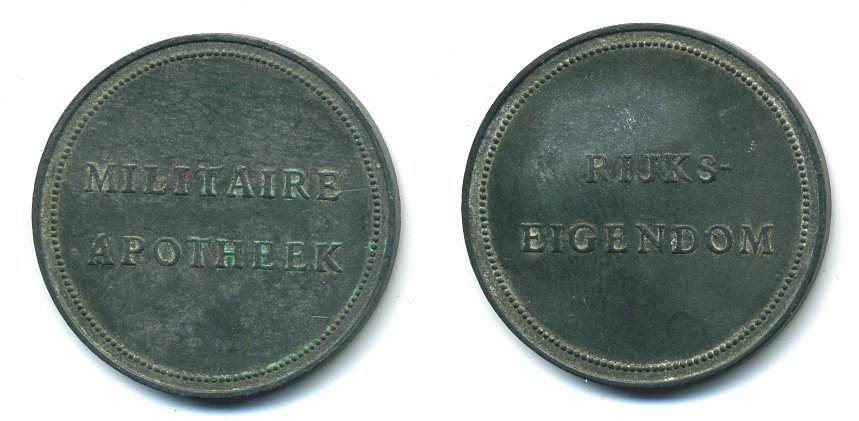 MILITAIRE
APOTHEEK
RIJKS-
EIGENDOM